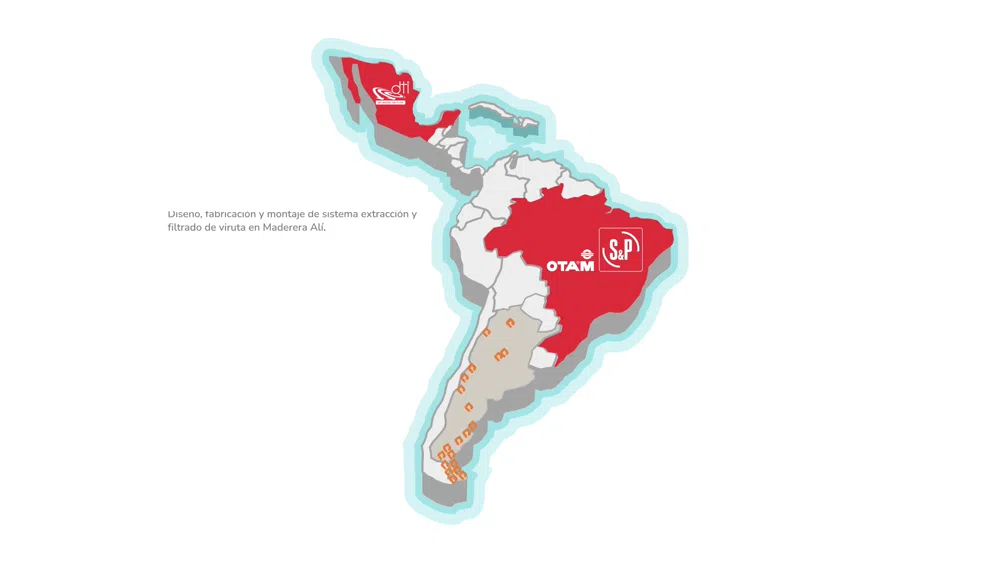 dti
Diseño, fabricación y montaje de sistema extracción y
filtrado de viruta en Maderera Alí.
OTAM
S&P